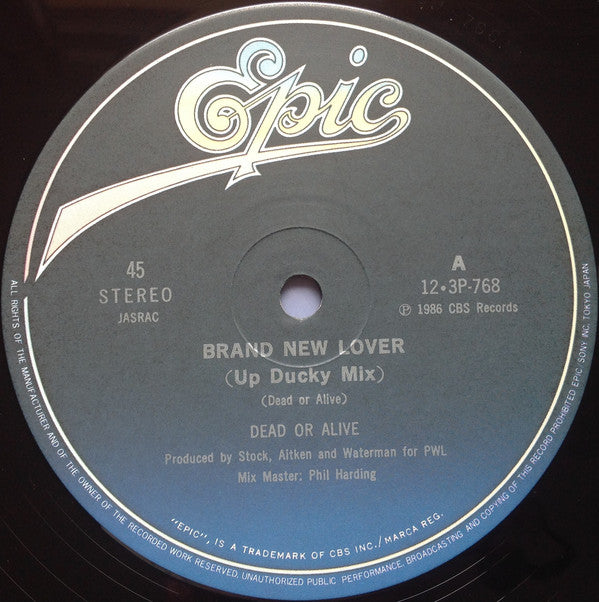 Epic
45
STEREO
JASRAC
A
12•3P-768
℗ 1986 CBS Records
BRAND NEW LOVER
(Up Ducky Mix)
(Dead or Alive)
DEAD OR ALIVE
Produced by Stock, Aitken and Waterman for PWL
Mix Master: Phil Harding
"EPIC", IS A TRADEMARK OF CBS INC./MARCA REG.
ALL RIGHTS OF THE MANUFACTURER AND OF THE OWNER OF THE RECORDED WORK RESERVED. UNAUTHORIZED PUBLIC PERFORMANCE, BROADCASTING AND COPYING OF THIS RECORD PROHIBITED EPIC/SONY INC. TOKYO JAPAN